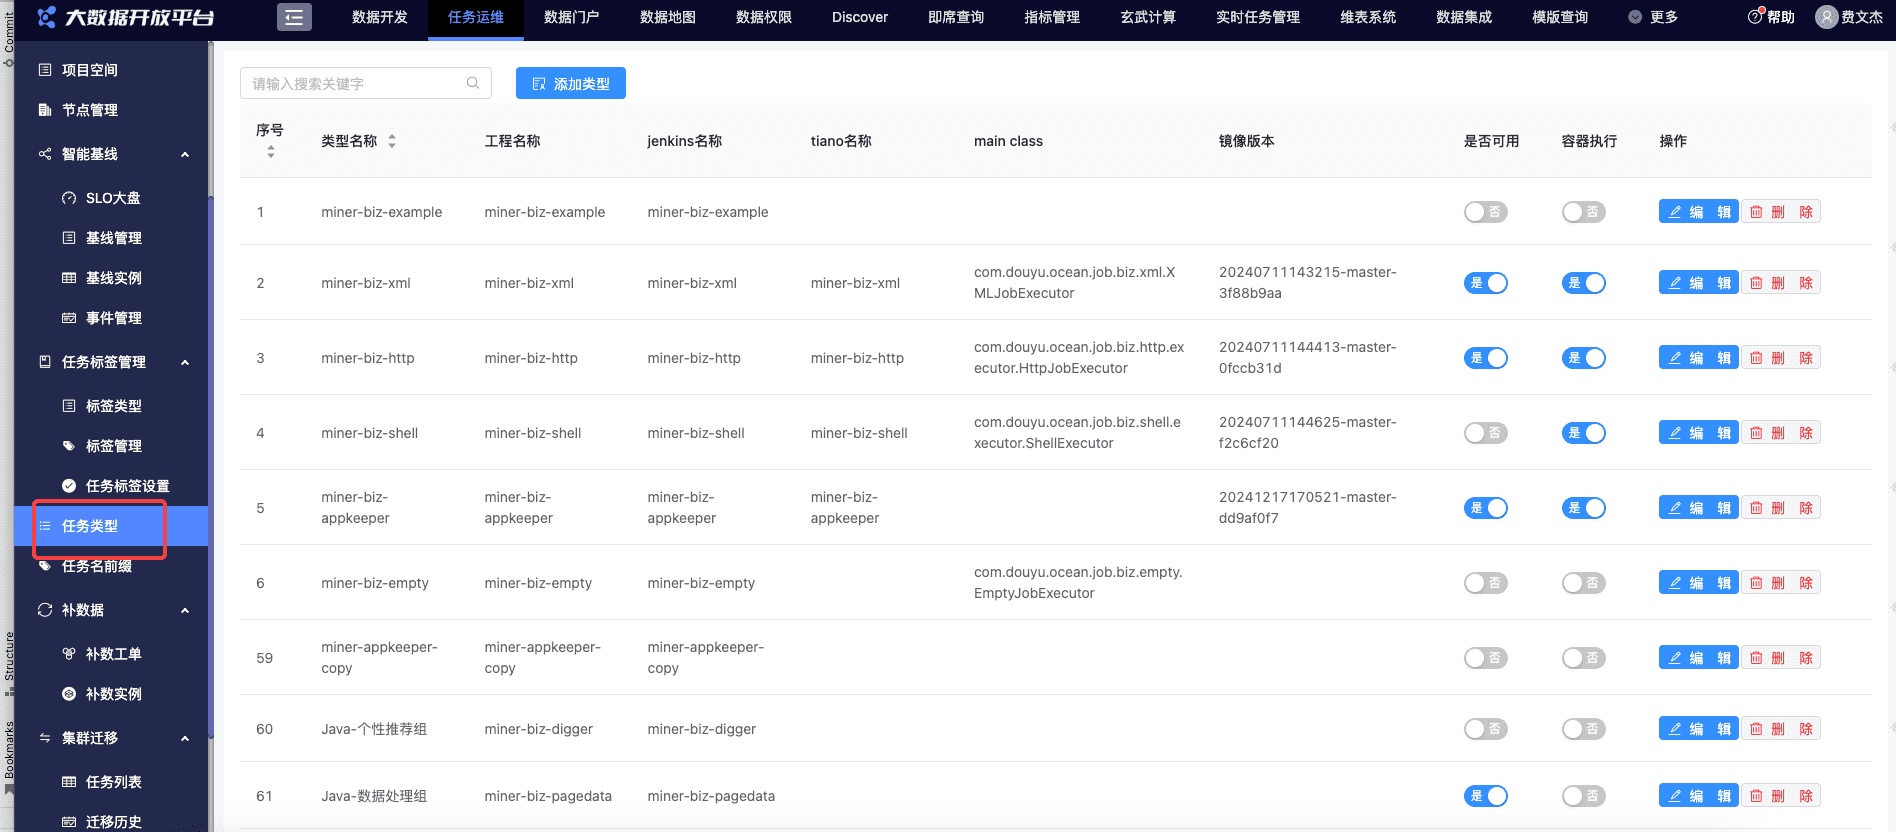 Commit
大数据开放平台
数据开发
任务运维
数据门户
数据地图
数据权限
Discover
即席查询
指标管理
玄武计算
实时任务管理
维表系统
数据集成
模版查询
更多
帮助
费文杰
项目空间
节点管理
智能基线
SLO大盘
基线管理
基线实例
事件管理
任务标签管理
标签类型
标签管理
任务标签设置
任务类型
任务名前缀
补数据
补数工单
补数实例
集群迁移
任务列表
迁移历史
Structure
Bookmarks
请输入搜索关键字
添加类型
序号 类型名称 工程名称 jenkins名称 tiano名称 main class 镜像版本 是否可用 容器执行 操作
1 miner-biz-example miner-biz-example miner-biz-example 否 否 编 辑 删 除
2 miner-biz-xml miner-biz-xml miner-biz-xml miner-biz-xml com.douyu.ocean.job.biz.xml.X 20240711143215-master- 是 是 编 辑 删 除
MLJobExecutor 3f88b9aa
3 miner-biz-http miner-biz-http miner-biz-http miner-biz-http com.douyu.ocean.job.biz.http.ex 20240711144413-master- 是 是 编 辑 删 除
ecutor.HttpJobExecutor 0fccb31d
4 miner-biz-shell miner-biz-shell miner-biz-shell miner-biz-shell com.douyu.ocean.job.biz.shell.e 20240711144625-master- 否 是 编 辑 删 除
xecutor.ShellExecutor f2c6cf20
5 miner-biz- miner-biz- miner-biz- miner-biz- 20241217170521-master- 是 是 编 辑 删 除
appkeeper appkeeper appkeeper appkeeper dd9af0f7
6 miner-biz-empty miner-biz-empty miner-biz-empty com.douyu.ocean.job.biz.empty. 否 否 编 辑 删 除
EmptyJobExecutor
59 miner-appkeeper- miner-appkeeper- miner-appkeeper- 否 否 编 辑 删 除
copy copy copy
60 Java-个性推荐组 miner-biz-digger miner-biz-digger 否 否 编 辑 删 除
61 Java-数据处理组 miner-biz-pagedata miner-biz-pagedata 是 否 编 辑 删 除